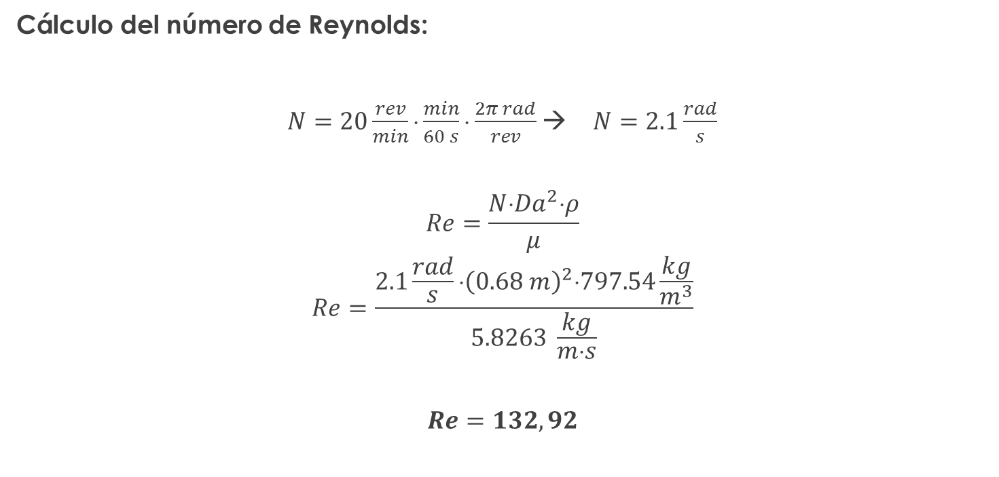 Cálculo del número de Reynolds:
N = 20 rev/min · min/60 s · 2π rad/rev → N = 2.1 rad/s
Re = N·Da²·ρ/μ
Re = 2.1 rad/s ·(0.68 m)²·797.54 kg/m³ / 5.8263 kg/m·s
Re = 132,92